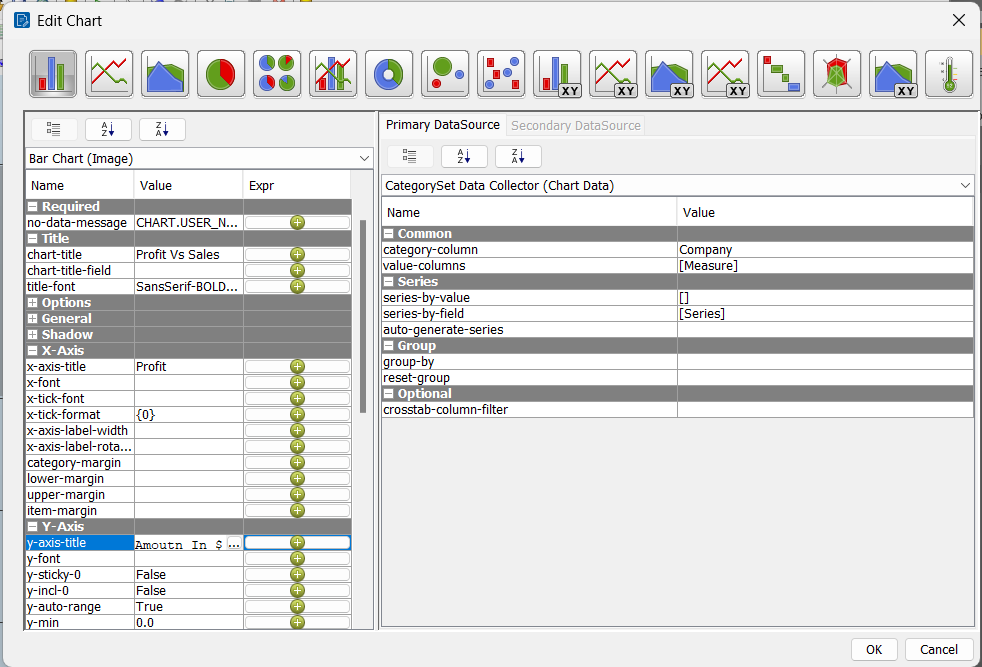 Edit Chart
XY XY XY XY XY
A Z Z A
Bar Chart (Image)
Name Value Expr
Required
no-data-message CHART.USER_N...
Title
chart-title Profit Vs Sales
chart-title-field
title-font SansSerif-BOLD...
Options
General
Shadow
X-Axis
x-axis-title Profit
x-font
x-tick-font
x-tick-format {0}
x-axis-label-width
x-axis-label-rota...
category-margin
lower-margin
upper-margin
item-margin
Y-Axis
y-axis-title Amoutn In $ ...
y-font
y-sticky-0 False
y-incl-0 False
y-auto-range True
y-min 0.0
Primary DataSource Secondary DataSource
A Z Z A
CategorySet Data Collector (Chart Data)
Name Value
Common
category-column Company
value-columns [Measure]
Series
series-by-value []
series-by-field [Series]
auto-generate-series
Group
group-by
reset-group
Optional
crosstab-column-filter
OK Cancel